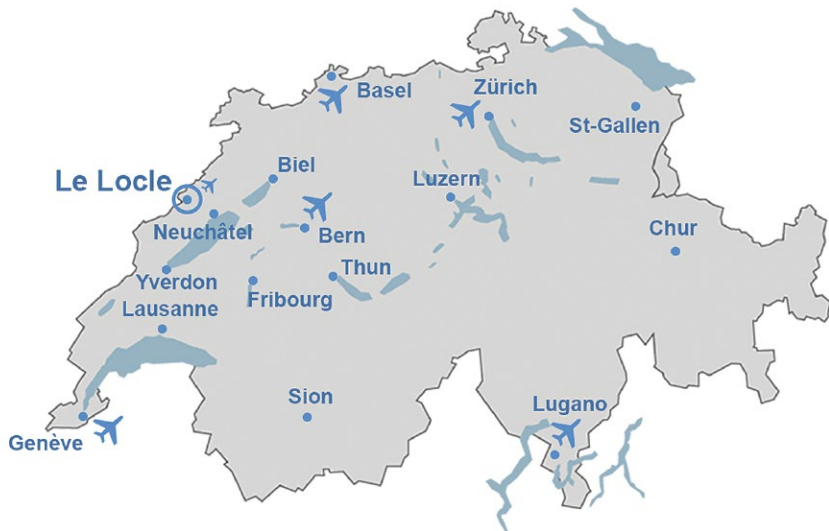 Basel
Zürich
St-Gallen
Biel
Le Locle
Luzern
Neuchâtel
Bern
Chur
Thun
Yverdon
Fribourg
Lausanne
Sion
Lugano
Genève